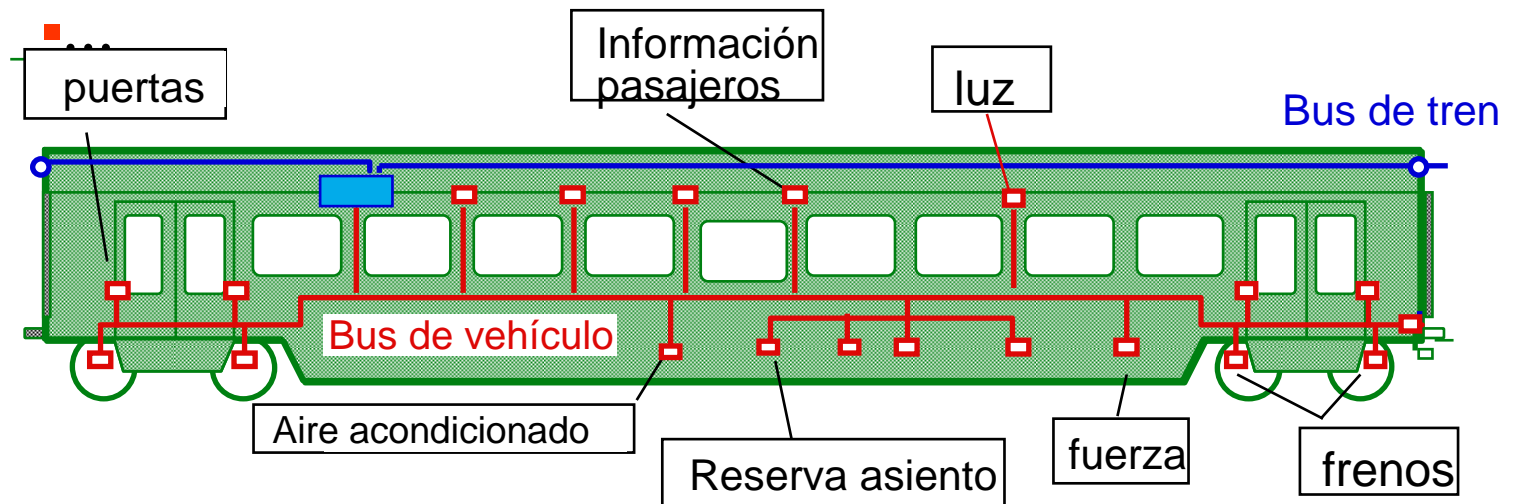 puertas
Información
pasajeros
luz
Bus de tren
Bus de vehículo
Aire acondicionado
Reserva asiento
fuerza
frenos